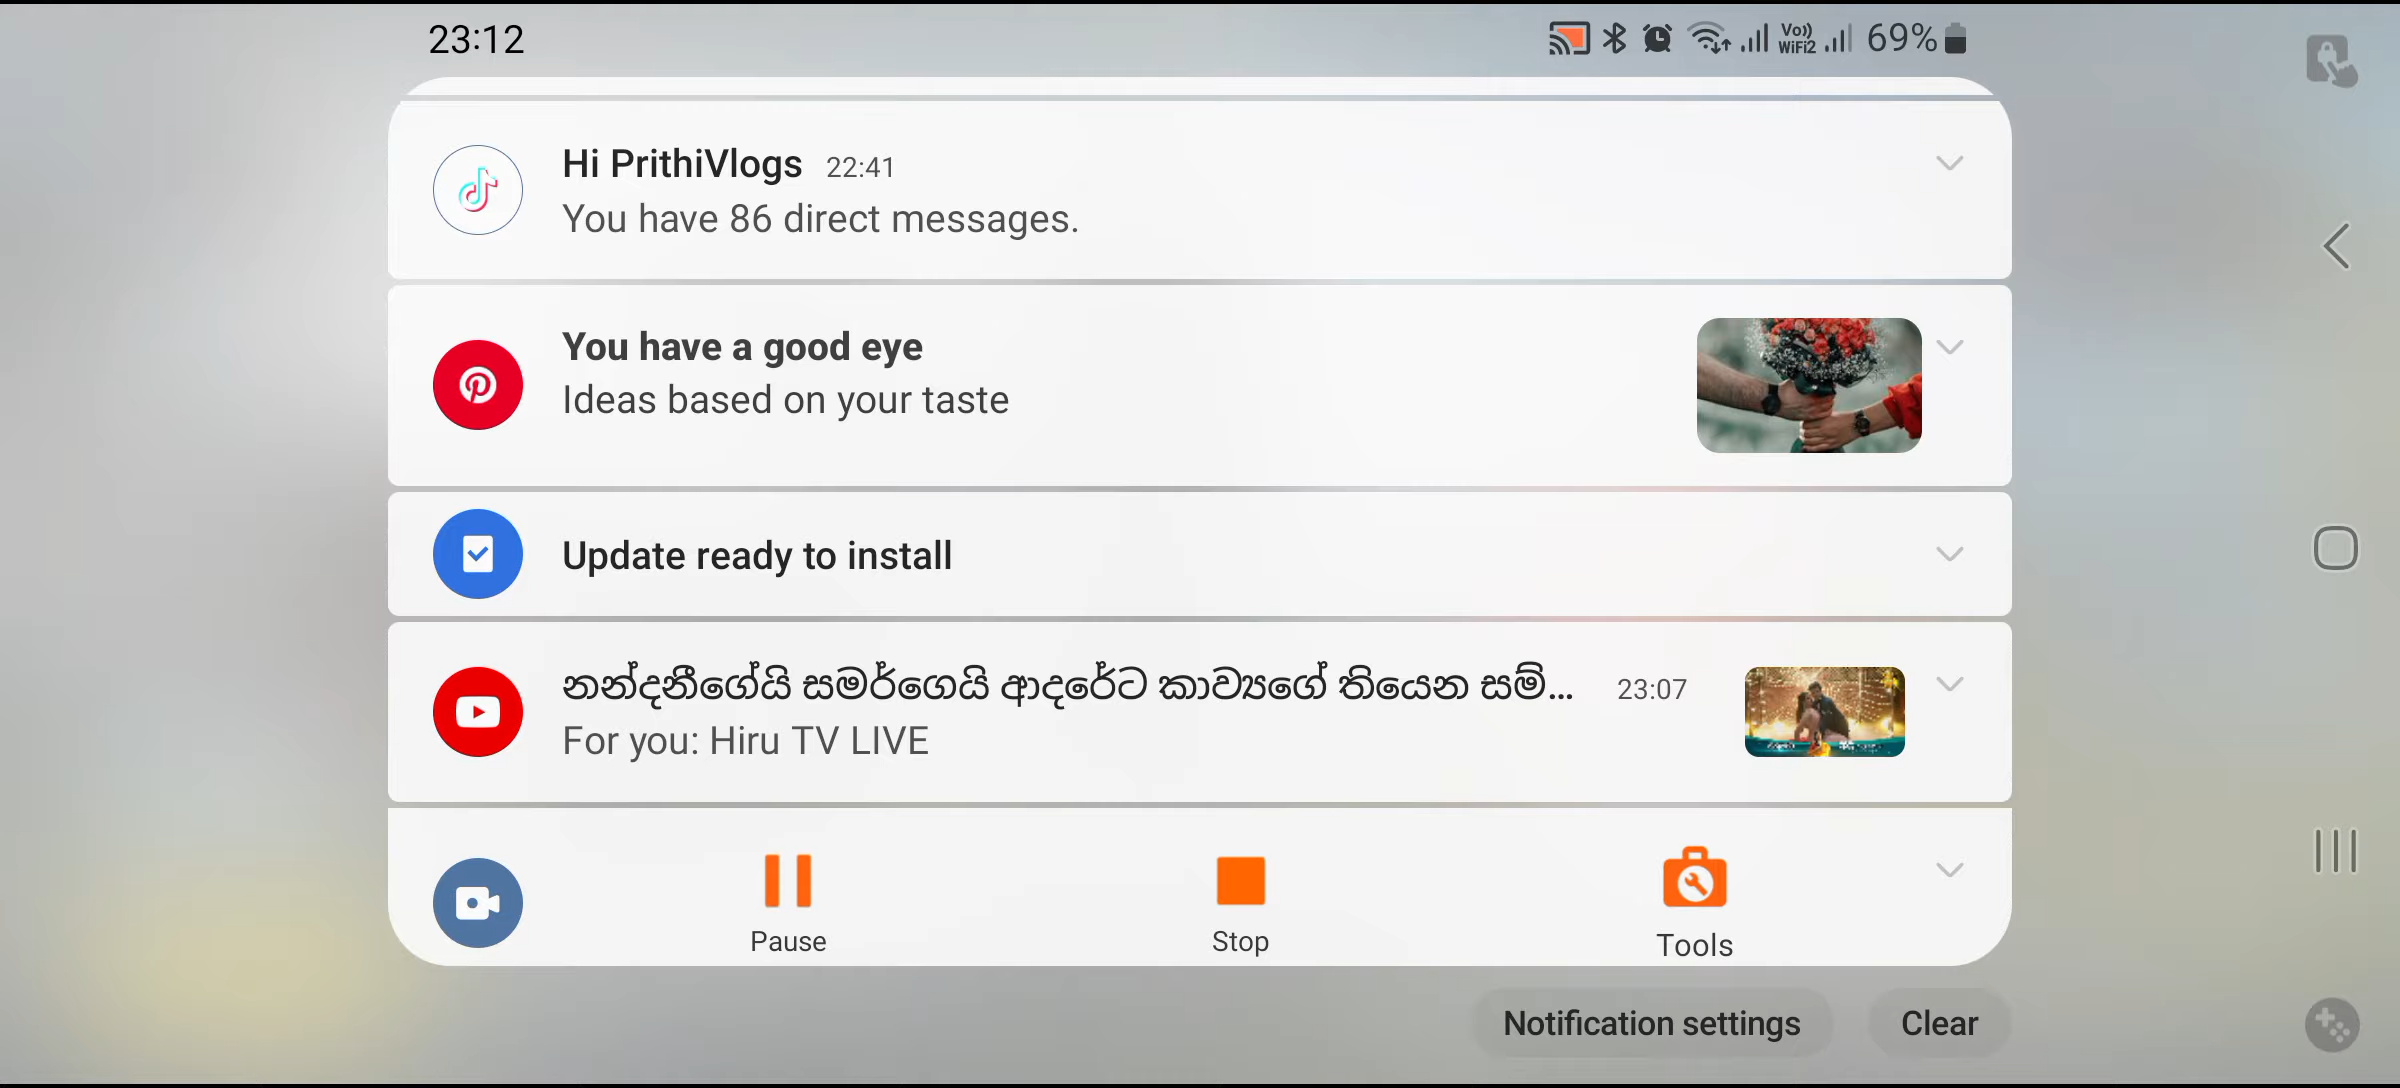 23:12
Vo))
WiFi2
69%
Hi PrithiVlogs 22:41
You have 86 direct messages.
You have a good eye
Ideas based on your taste
Update ready to install
නන්දනීගේයි සමර්ගෙයි ආදරේට කාව්‍යගේ තියෙන සම්... 23:07
For you: Hiru TV LIVE
Pause
Stop
Tools
Notification settings
Clear